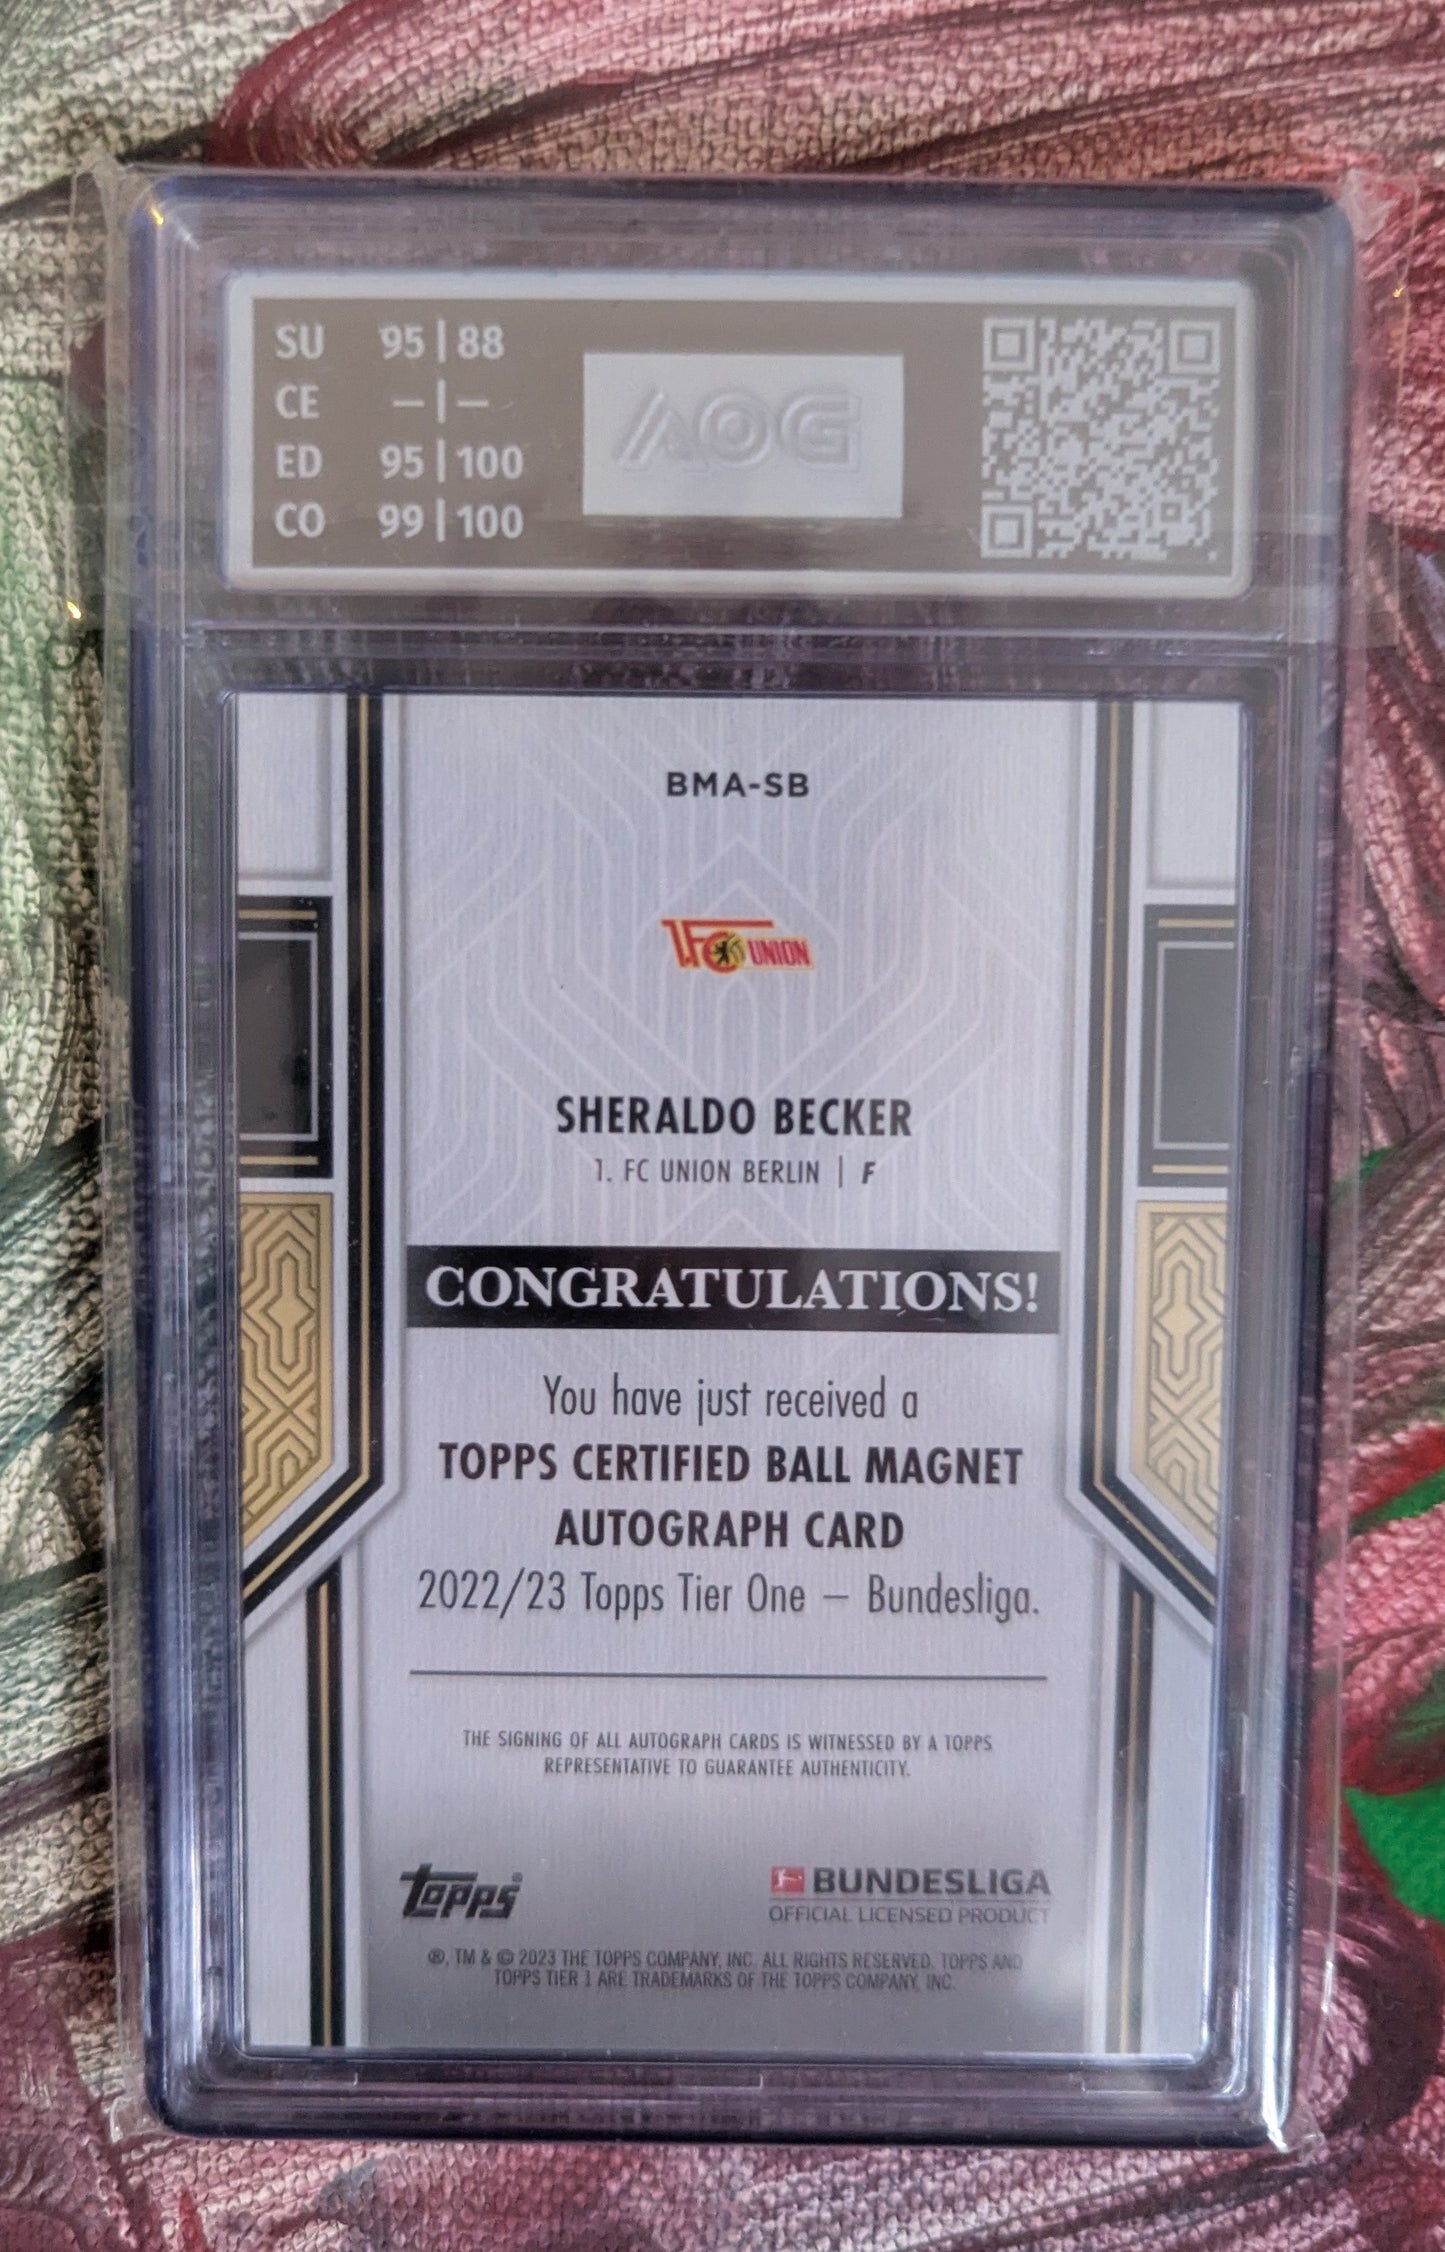 SU 95|88
CE –|–
ED 95|100
CO 99|100
AOG
BMA-SB
1.FC UNION
SHERALDO BECKER
1. FC UNION BERLIN | F
CONGRATULATIONS!
You have just received a
TOPPS CERTIFIED BALL MAGNET
AUTOGRAPH CARD
2022/23 Topps Tier One – Bundesliga.
THE SIGNING OF ALL AUTOGRAPH CARDS IS WITNESSED BY A TOPPS
REPRESENTATIVE TO GUARANTEE AUTHENTICITY.
Topps®
BUNDESLIGA
OFFICIAL LICENSED PRODUCT
®, TM & © 2023 THE TOPPS COMPANY, INC. ALL RIGHTS RESERVED. TOPPS AND
TOPPS TIER 1 ARE TRADEMARKS OF THE TOPPS COMPANY, INC.